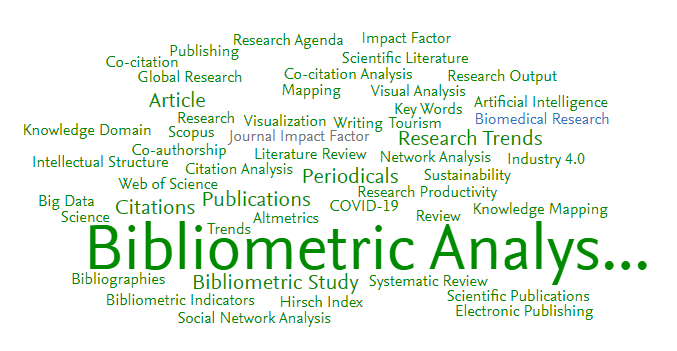 Research Agenda
Impact Factor
Publishing
Scientific Literature
Co-citation
Global Research
Co-citation Analysis
Research Output
Mapping
Visual Analysis
Article
Key Words
Artificial Intelligence
Research
Visualization
Writing
Tourism
Biomedical Research
Knowledge Domain
Scopus
Journal Impact Factor
Research Trends
Co-authorship
Literature Review
Network Analysis
Industry 4.0
Intellectual Structure
Citation Analysis
Periodicals
Sustainability
Web of Science
Research Productivity
Big Data
Citations
Publications
COVID-19
Knowledge Mapping
Science
Altmetrics
Review
Trends
Bibliometric Analys...
Bibliographies
Bibliometric Study
Systematic Review
Bibliometric Indicators
Hirsch Index
Scientific Publications
Social Network Analysis
Electronic Publishing